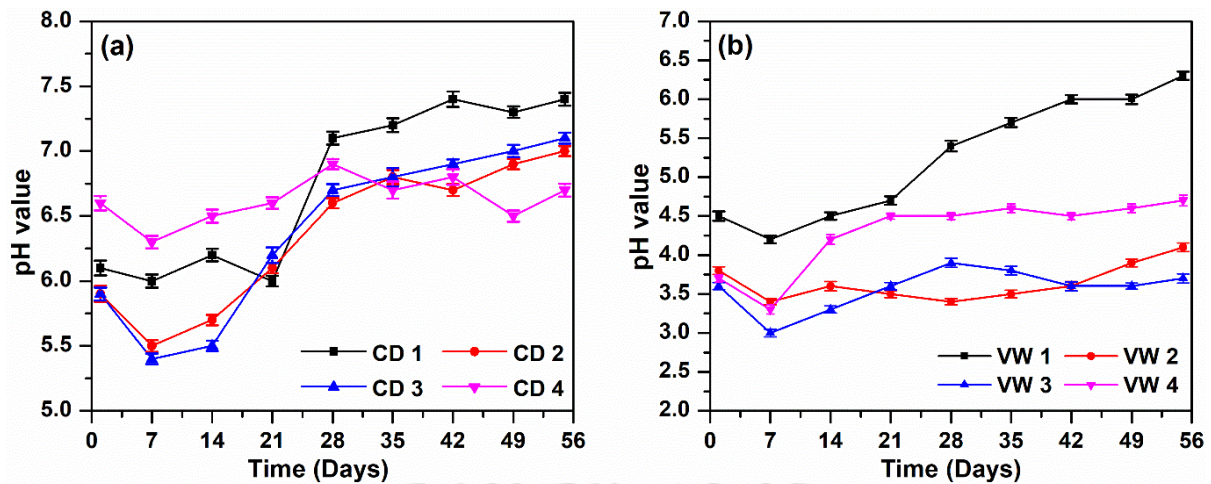 (a)
pH value
8.0
7.5
7.0
6.5
6.0
5.5
5.0
CD 1 CD 2
CD 3 CD 4
0 7 14 21 28 35 42 49 56
Time (Days)
(b)
pH value
7.0
6.5
6.0
5.5
5.0
4.5
4.0
3.5
3.0
2.5
2.0
VW 1 VW 2
VW 3 VW 4
0 7 14 21 28 35 42 49 56
Time (Days)